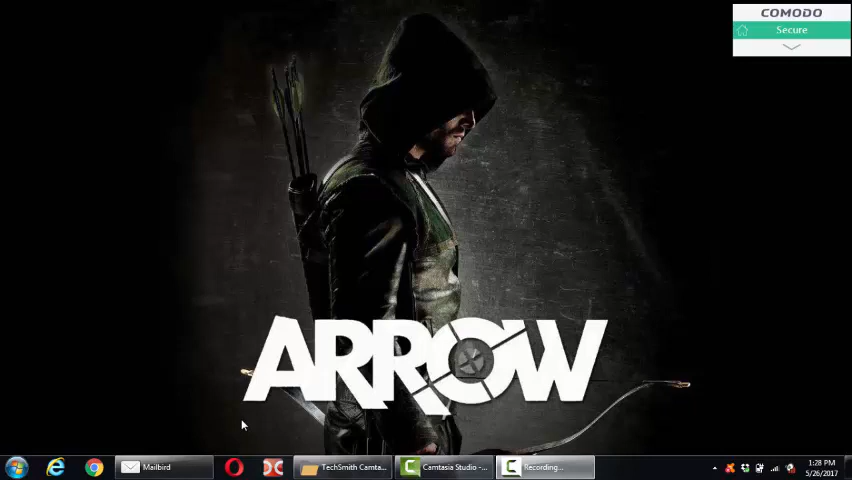 COMODO
Secure
ARROW
Mailbird
TechSmith Camta...
Camtasia Studio -...
Recording...
1:28 PM
5/26/2017